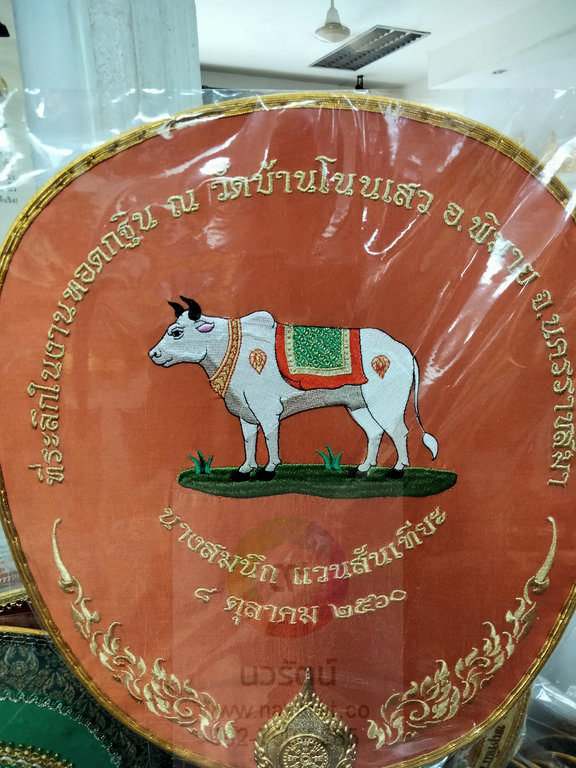 ที่ระลึกในงานทอดกฐิน ณ วัดบ้านโนนเสว อ.พิมาย จ.นครราชสีมา
นางสมนึก แวนสันเทียะ
๘ ตุลาคม ๒๕๖๐
นวรัตน์